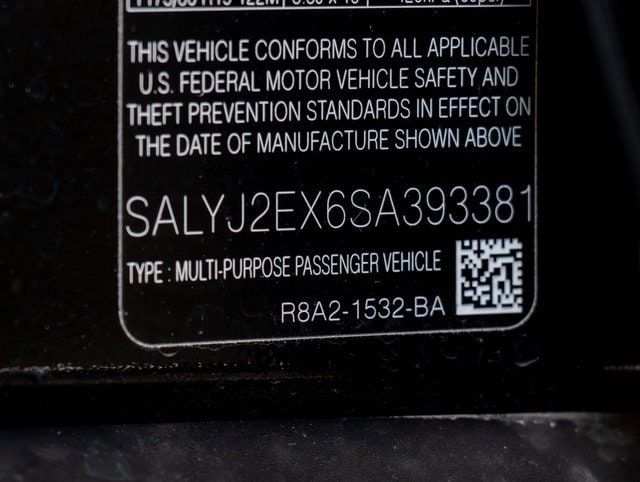 THIS VEHICLE CONFORMS TO ALL APPLICABLE
U.S. FEDERAL MOTOR VEHICLE SAFETY AND
THEFT PREVENTION STANDARDS IN EFFECT ON
THE DATE OF MANUFACTURE SHOWN ABOVE
SALYJ2EX6SA393381
TYPE : MULTI-PURPOSE PASSENGER VEHICLE
R8A2-1532-BA